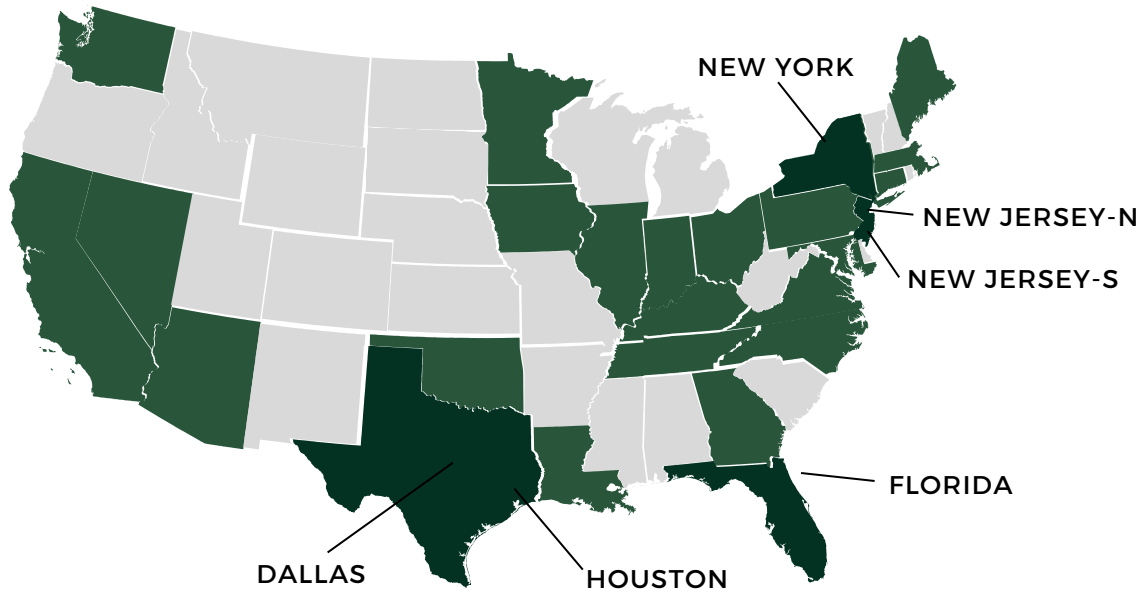 NEW YORK
NEW JERSEY-N
NEW JERSEY-S
FLORIDA
DALLAS
HOUSTON